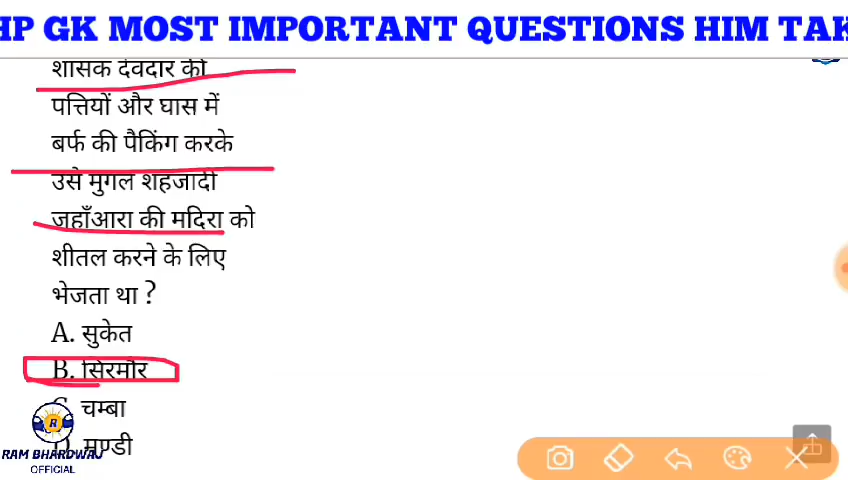 HP GK MOST IMPORTANT QUESTIONS HIM TAK
शासक देवदार की
पत्तियों और घास में
बर्फ की पैकिंग करके
उसे मुगल शहजादी
जहाँआरा की मदिरा को
शीतल करने के लिए
भेजता था ?
A. सुकेत
B. सिरमौर
C. चम्बा
D. मण्डी
R
RAM BHARDWAJ
OFFICIAL